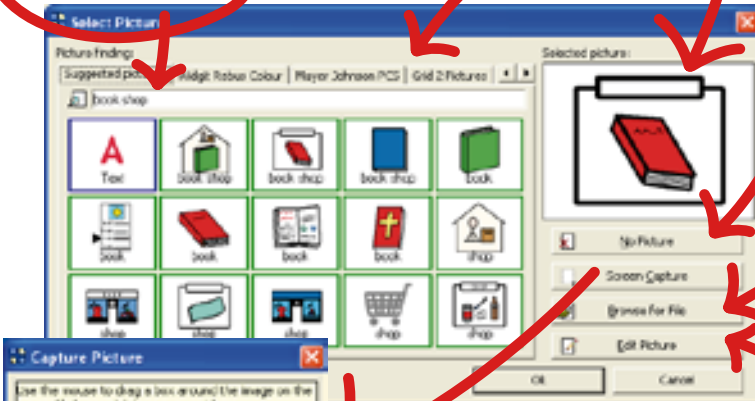 Select Picture
Picture finding: Selected picture:
Suggested Widgit Rebus Colour Mayer Johnson PCS Grid 2 Pictures
book shop
Text book shop book shop book shop book
book book book book shop
shop shop shop shop shop
No Picture
Screen Capture
Browse for File
Edit Picture
OK Cancel
Capture Picture
Use the mouse to drag a box around the image on the